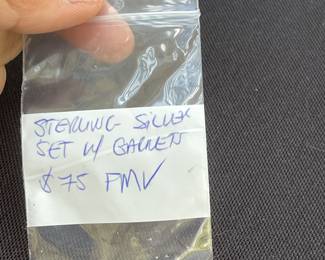 STERLING SILVER
SET W/ GARNETS
$75 FMV